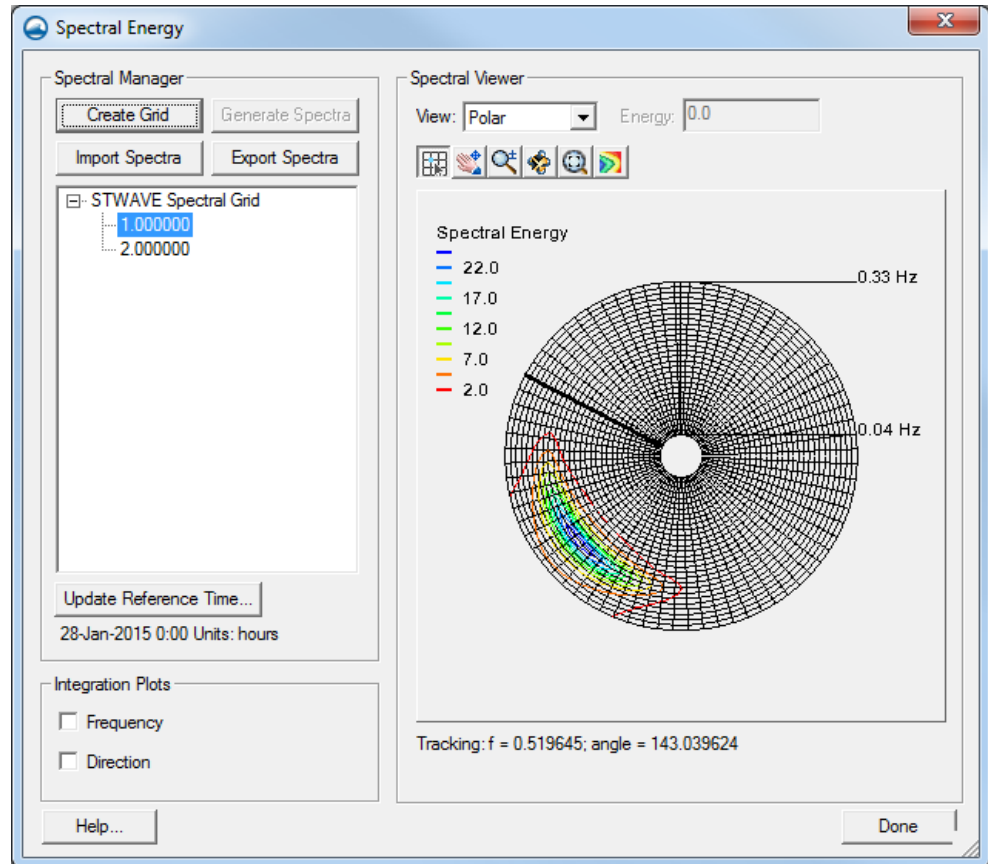 Spectral Energy
Spectral Manager
Create Grid
Generate Spectra
Import Spectra
Export Spectra
STWAVE Spectral Grid
1.000000
2.000000
Update Reference Time...
28-Jan-2015 0:00 Units: hours
Integration Plots
Frequency
Direction
Help...
Spectral Viewer
View: Polar
Energy: 0.0
Spectral Energy
22.0
17.0
12.0
7.0
2.0
0.33 Hz
0.04 Hz
Tracking: f = 0.519645; angle = 143.039624
Done